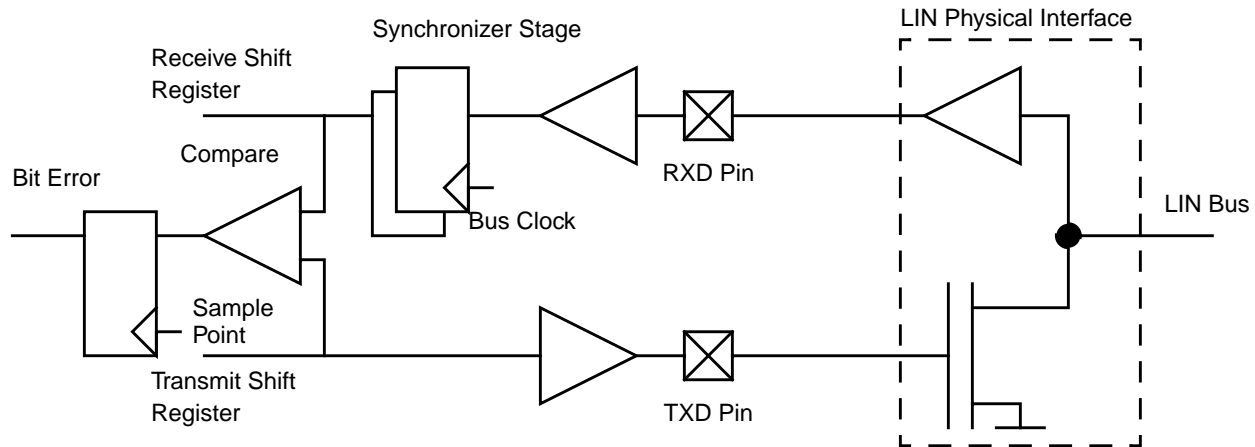 LIN Physical Interface
Synchronizer Stage
Receive Shift
Register
Compare
RXD Pin
Bit Error
Bus Clock
LIN Bus
Sample
Point
Transmit Shift
Register
TXD Pin